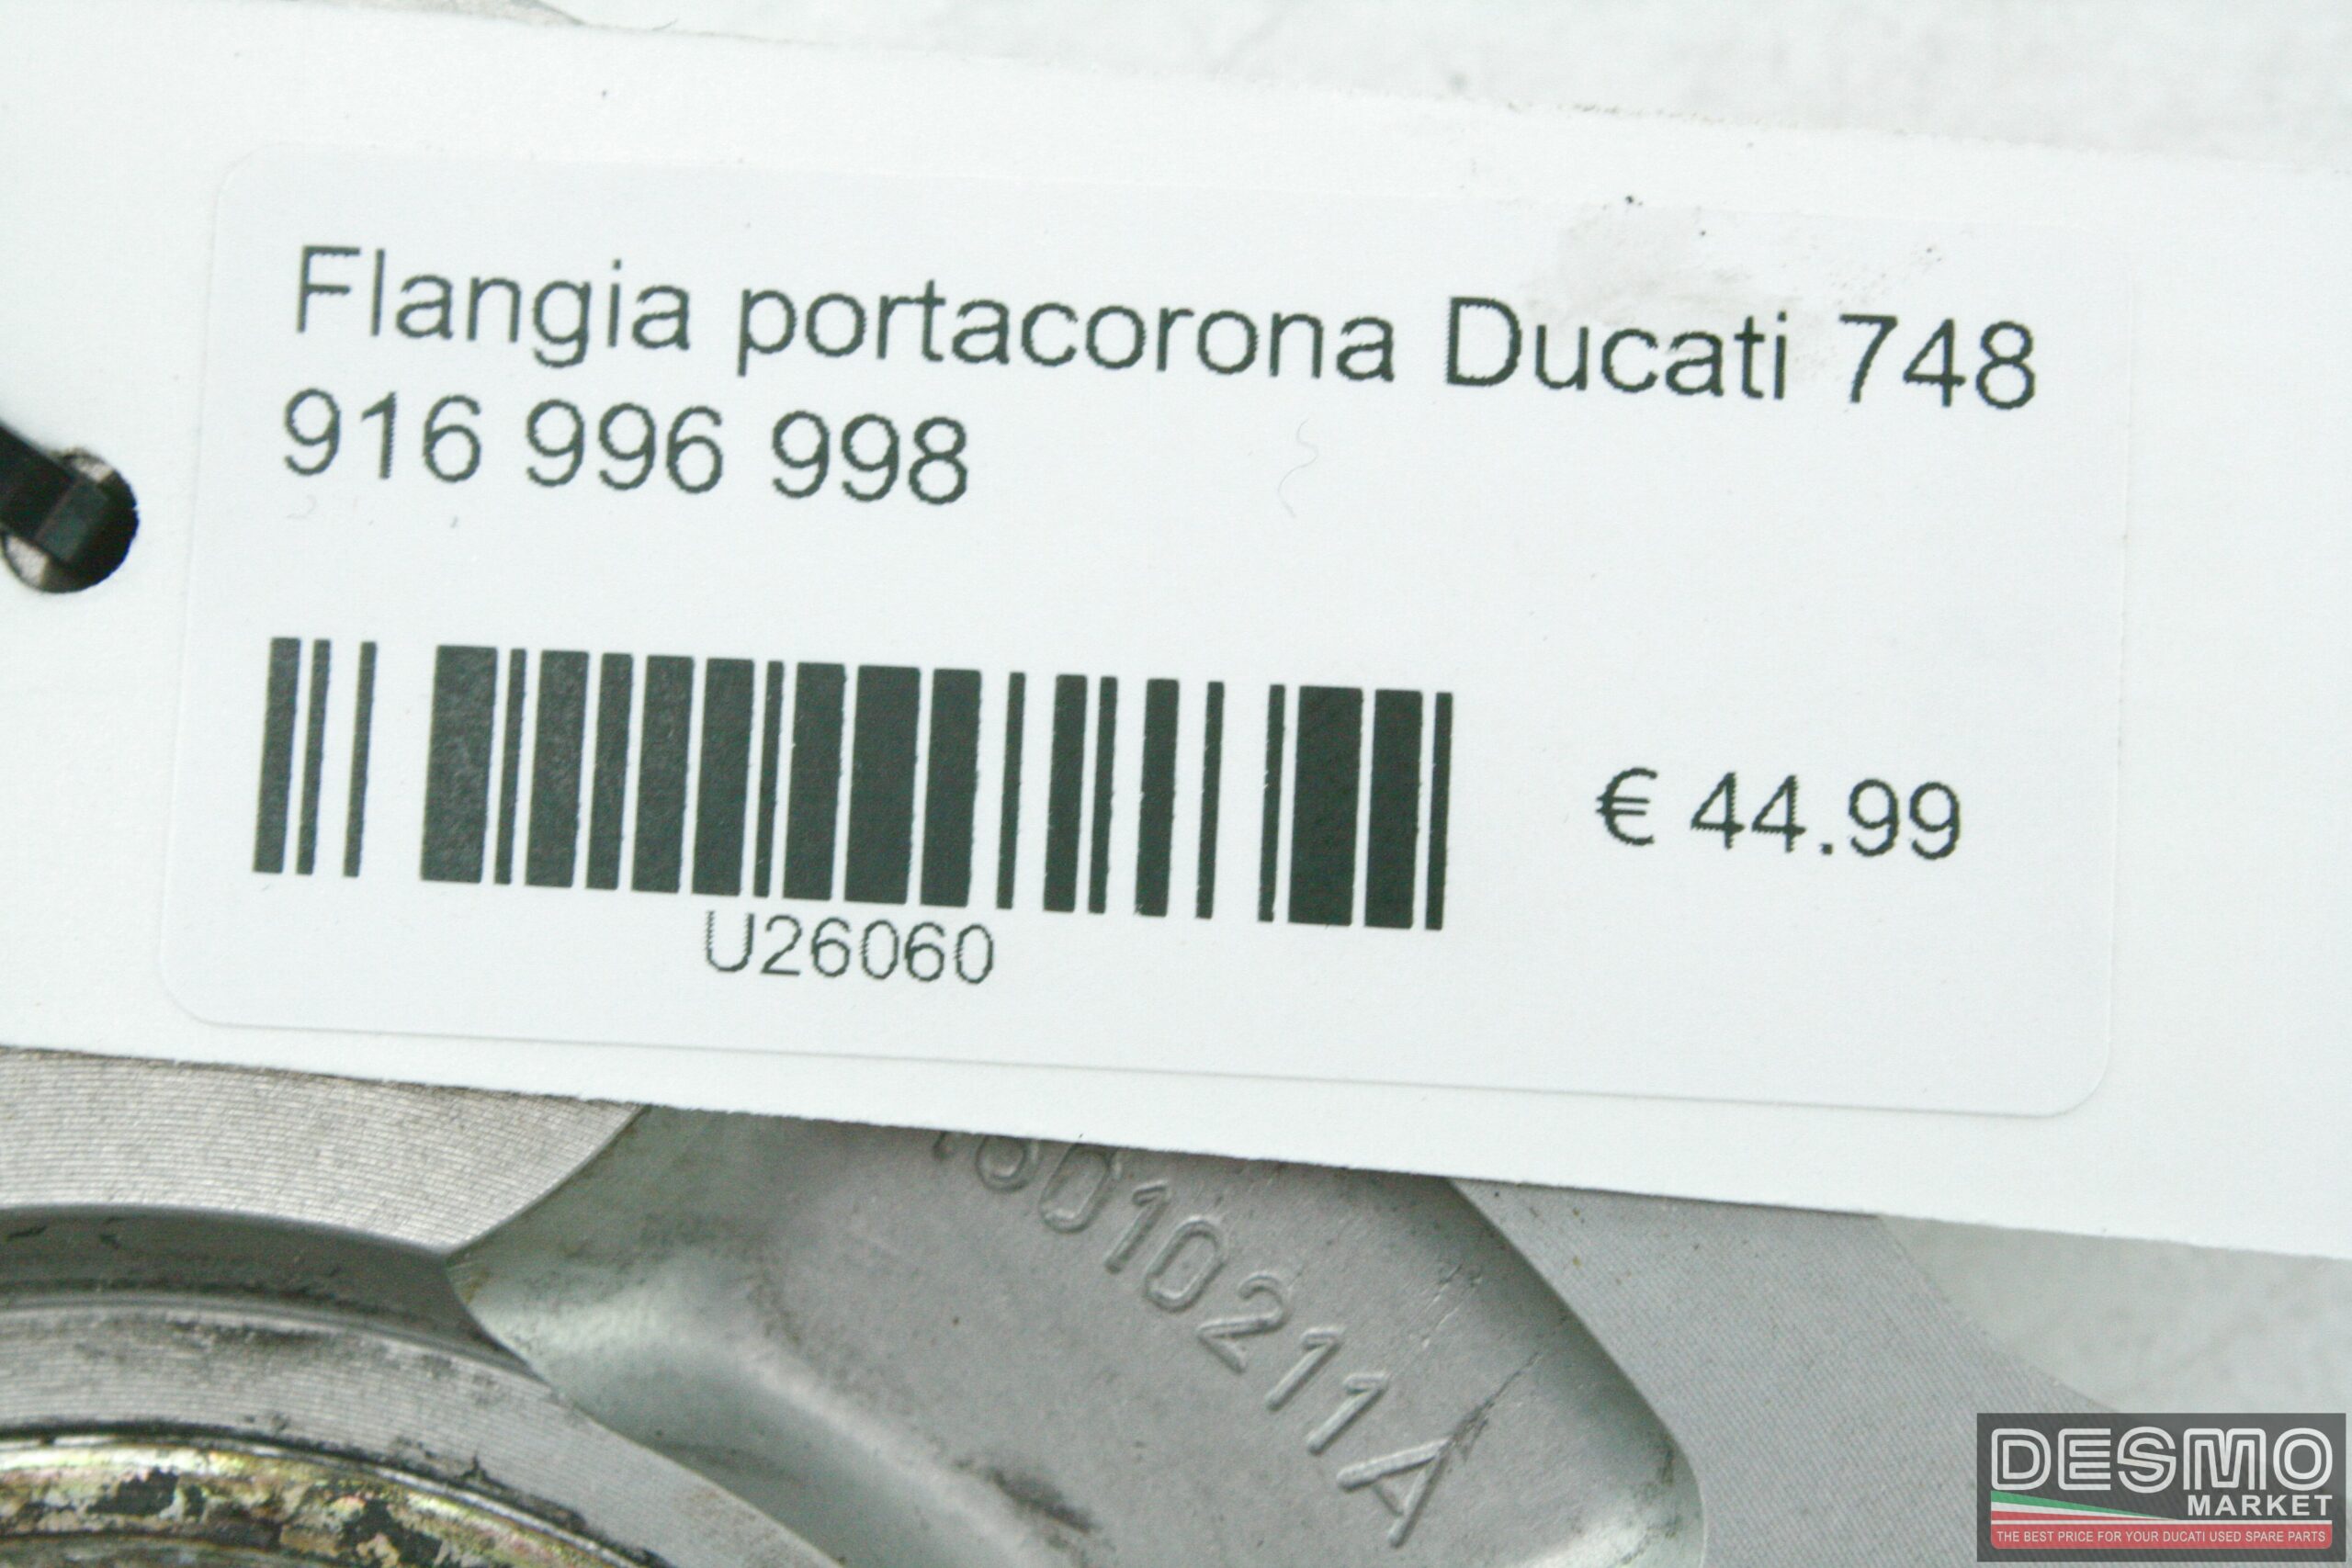 Flangia portacorona Ducati 748
916 996 998
€ 44.99
U26060
6010211A
DESMO
MARKET
THE BEST PRICE FOR YOUR DUCATI USED SPARE PARTS